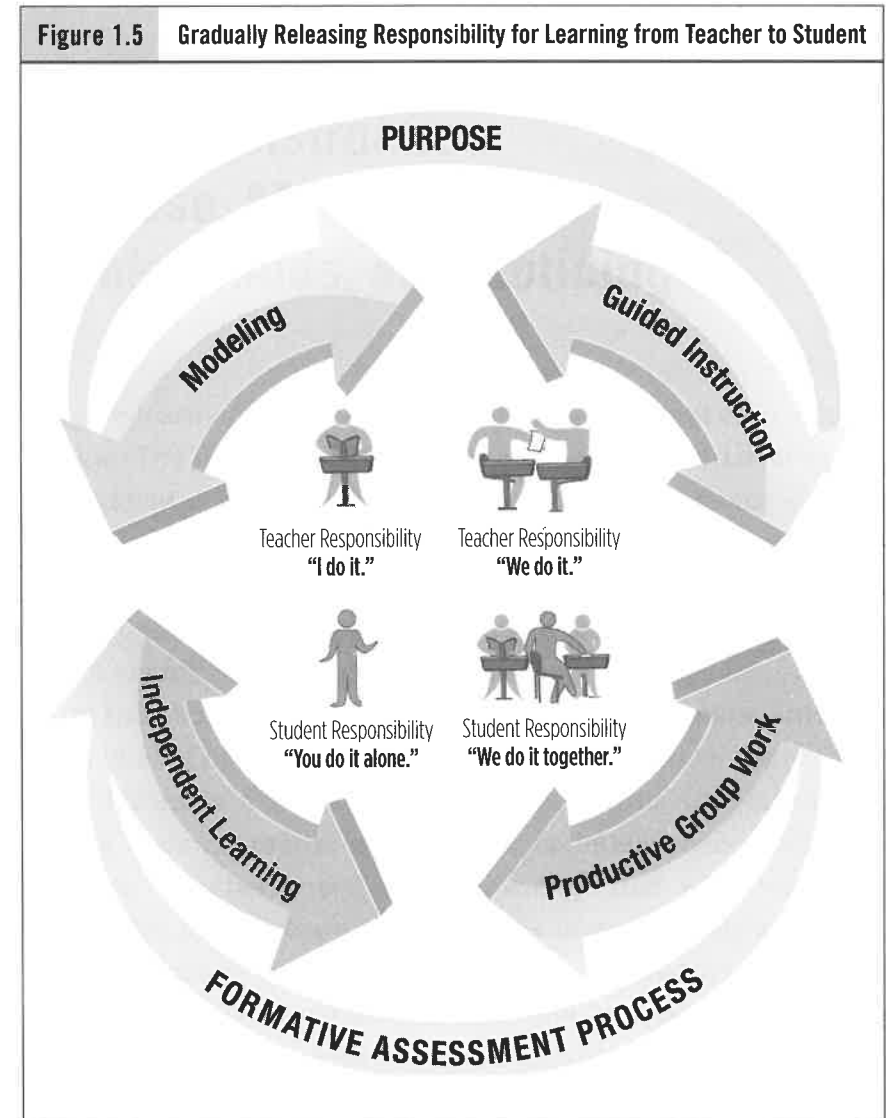 Figure 1.5 Gradually Releasing Responsibility for Learning from Teacher to Student
PURPOSE
Modeling
Guided Instruction
Teacher Responsibility
“I do it.”
Teacher Responsibility
“We do it.”
Student Responsibility
“You do it alone.”
Student Responsibility
“We do it together.”
Independent Learning
Productive Group Work
FORMATIVE ASSESSMENT PROCESS